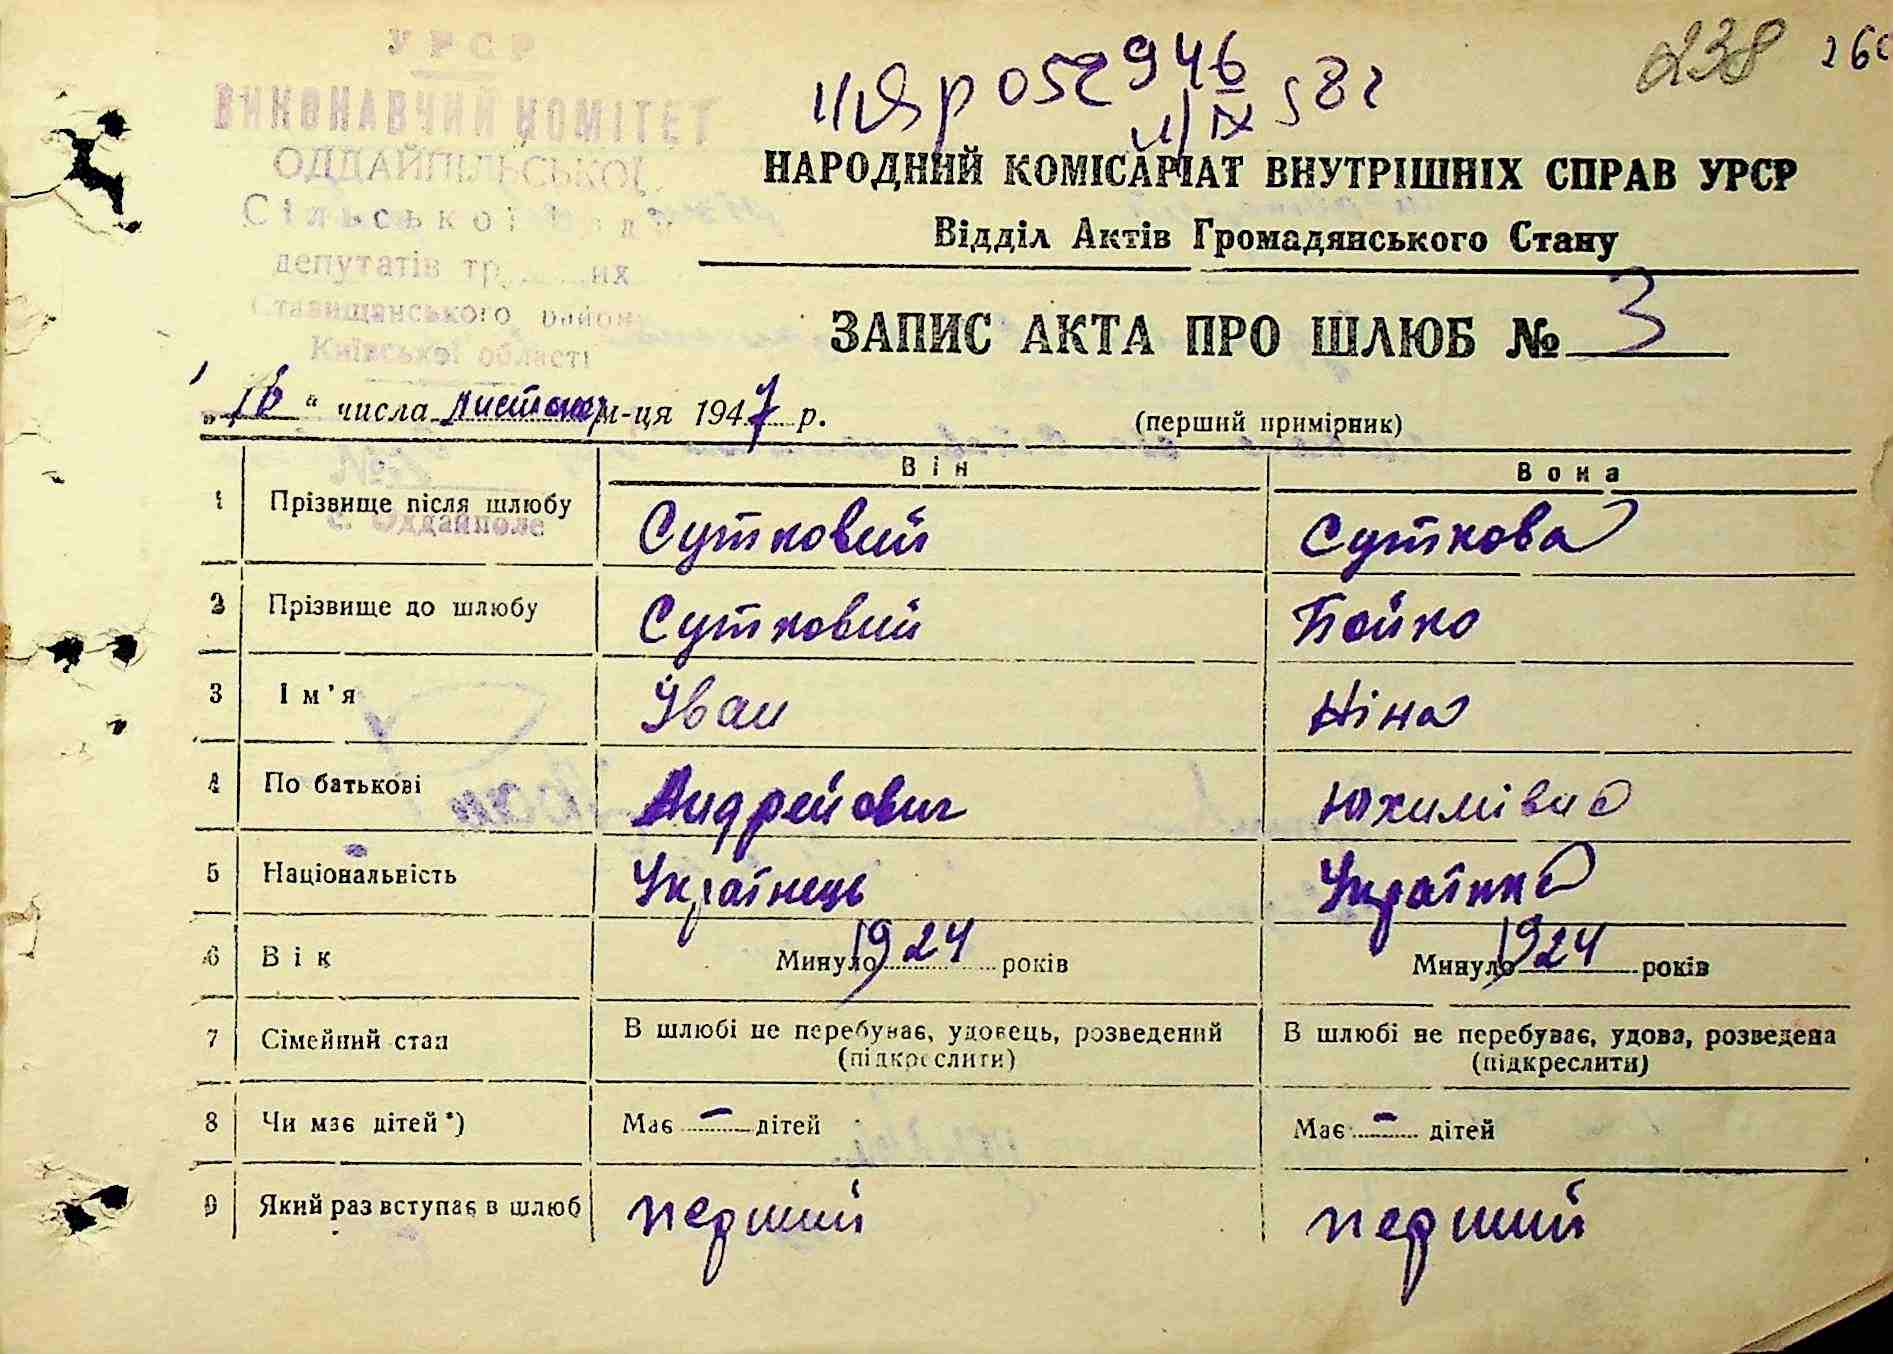 УРСР
ВИКОНАВЧИЙ КОМІТЕТ
ОДДАЙПІЛЬСЬКОЇ
Сільської Ради
депутатів
Ставищанського району
Київської області
с. Оддайполе
238
НАРОДНИЙ КОМІСАРІАТ ВНУТРІШНІХ СПРАВ УРСР
Відділ Актів Громадянського Стану
ЗАПИС АКТА ПРО ШЛЮБ № 3
„16“ числа листопад м-ця 1947 р. (перший примірник)
Він Вона
1 Прізвище після шлюбу Сутковий Суткова
2 Прізвище до шлюбу Сутковий Бойко
3 Ім'я Іван Ніна
4 По батькові Андрейович Юхимівна
5 Національність Українець Українка
6 Вік Минуло 1924 років Минуло 1924 років
7 Сімейний стан В шлюбі не перебуває, удовець, розведений (підкреслити) В шлюбі не перебуває, удова, розведена (підкреслити)
8 Чи має дітей*) Має — дітей Має — дітей
9 Який раз вступає в шлюб перший перший